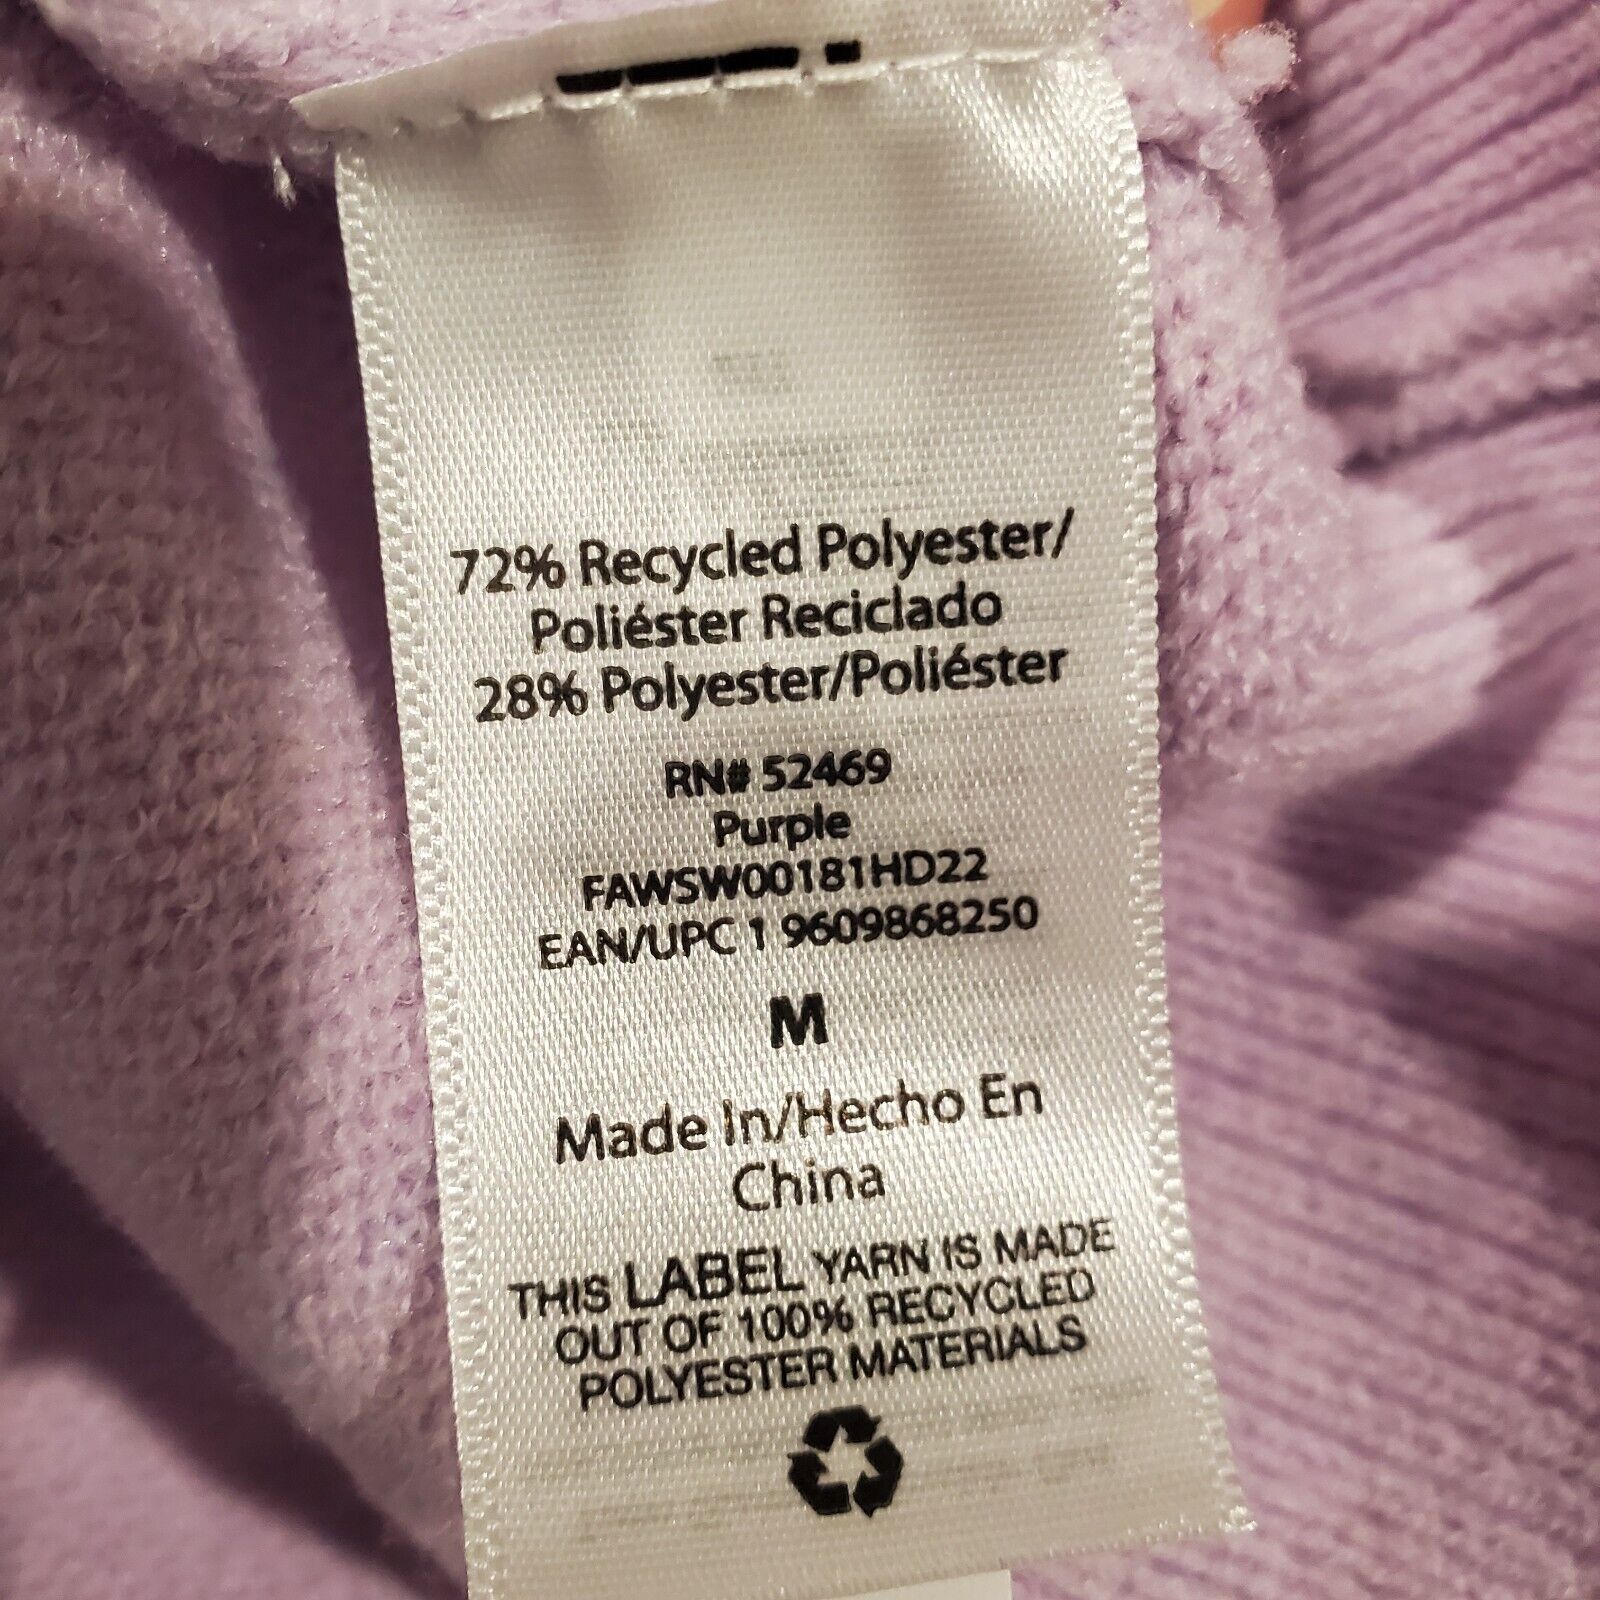 72% Recycled Polyester/
Poliéster Reciclado
28% Polyester/Poliéster
RN# 52469
Purple
FAWSW00181HD22
EAN/UPC 1 9609868250
M
Made In/Hecho En
China
THIS LABEL YARN IS MADE
OUT OF 100% RECYCLED
POLYESTER MATERIALS